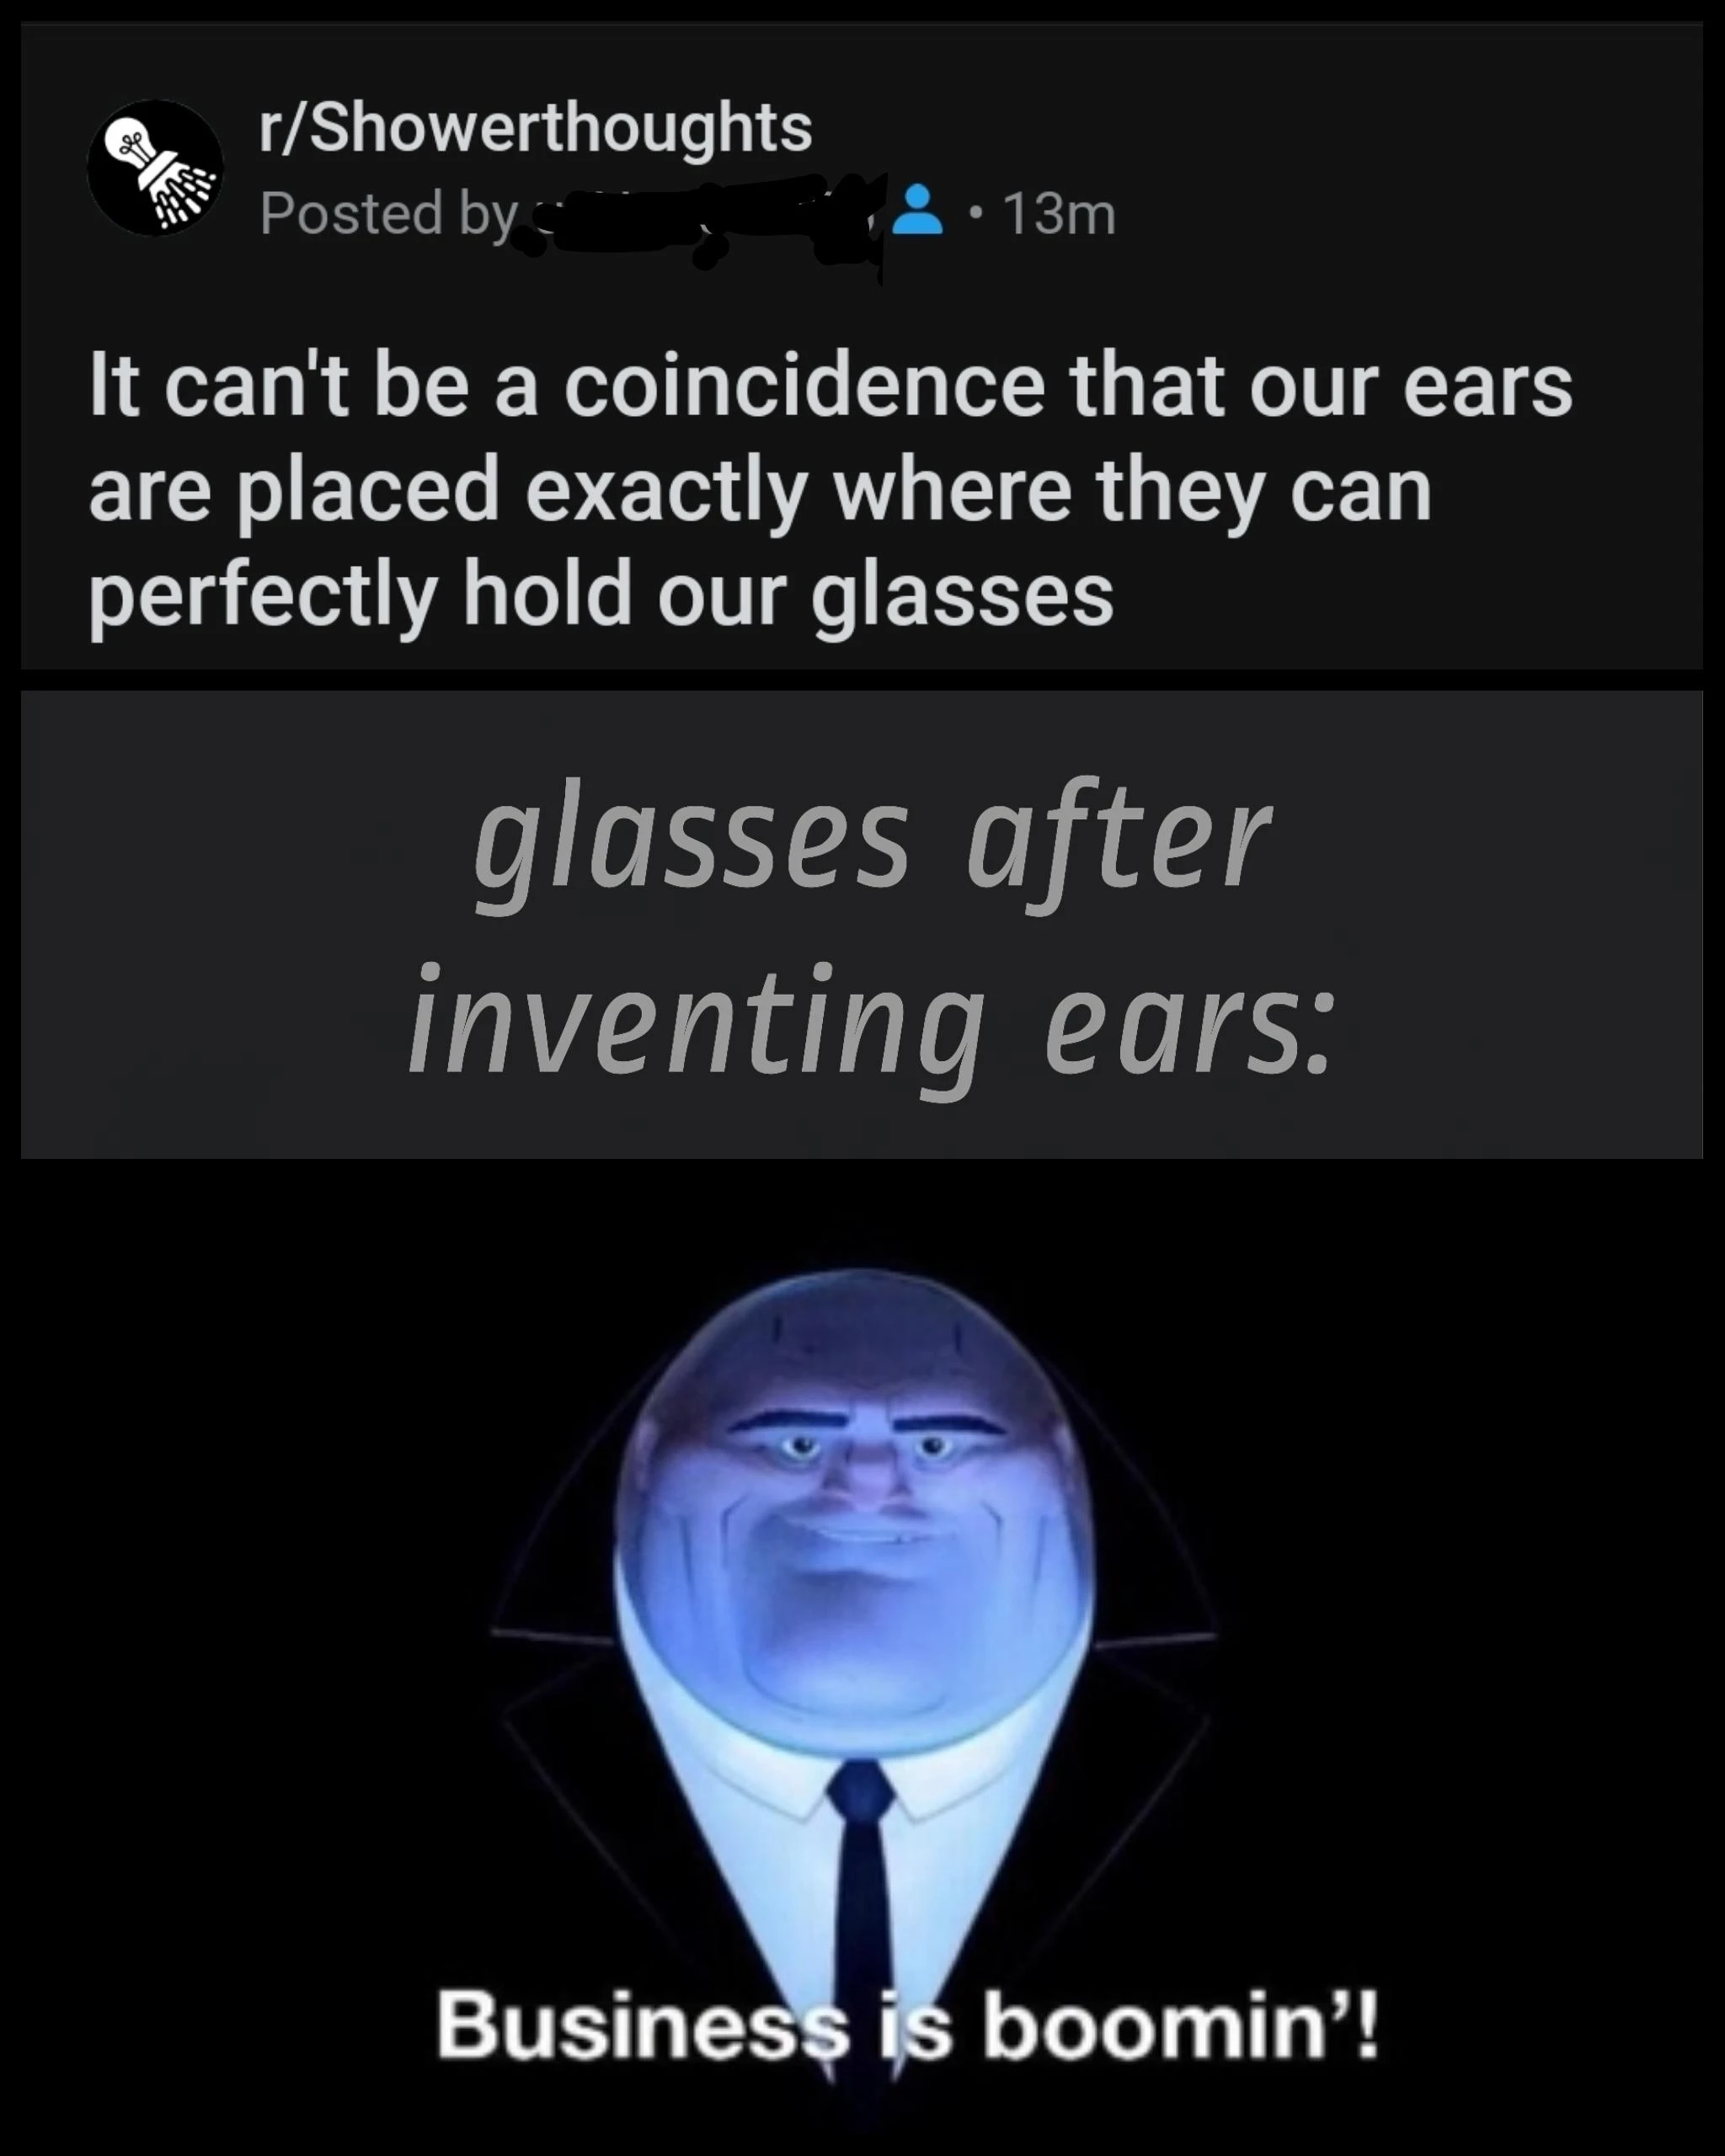 r/Showerthoughts
Posted by • 13m
It can't be a coincidence that our ears
are placed exactly where they can
perfectly hold our glasses
glasses after
inventing ears:
Business is boomin’!